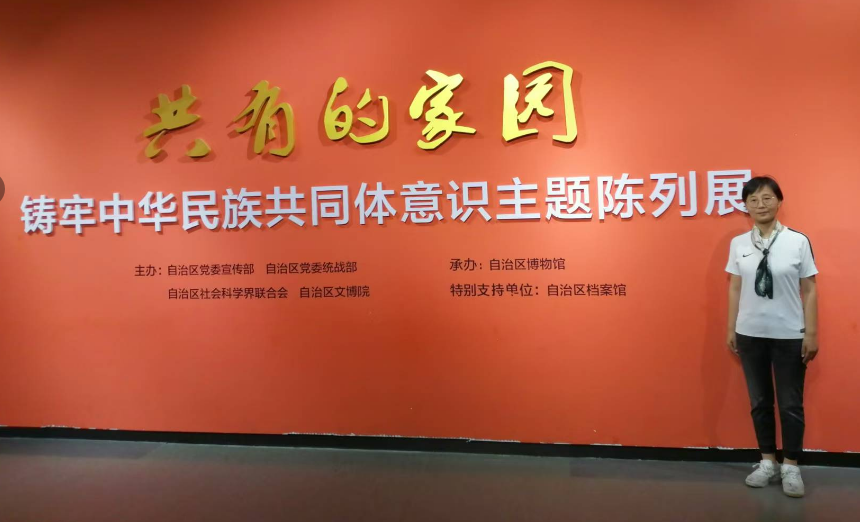 共有的家园
铸牢中华民族共同体意识主题陈列展
主办：自治区党委宣传部 自治区党委统战部
自治区社会科学界联合会 自治区文博院
承办：自治区博物馆
特别支持单位：自治区档案馆